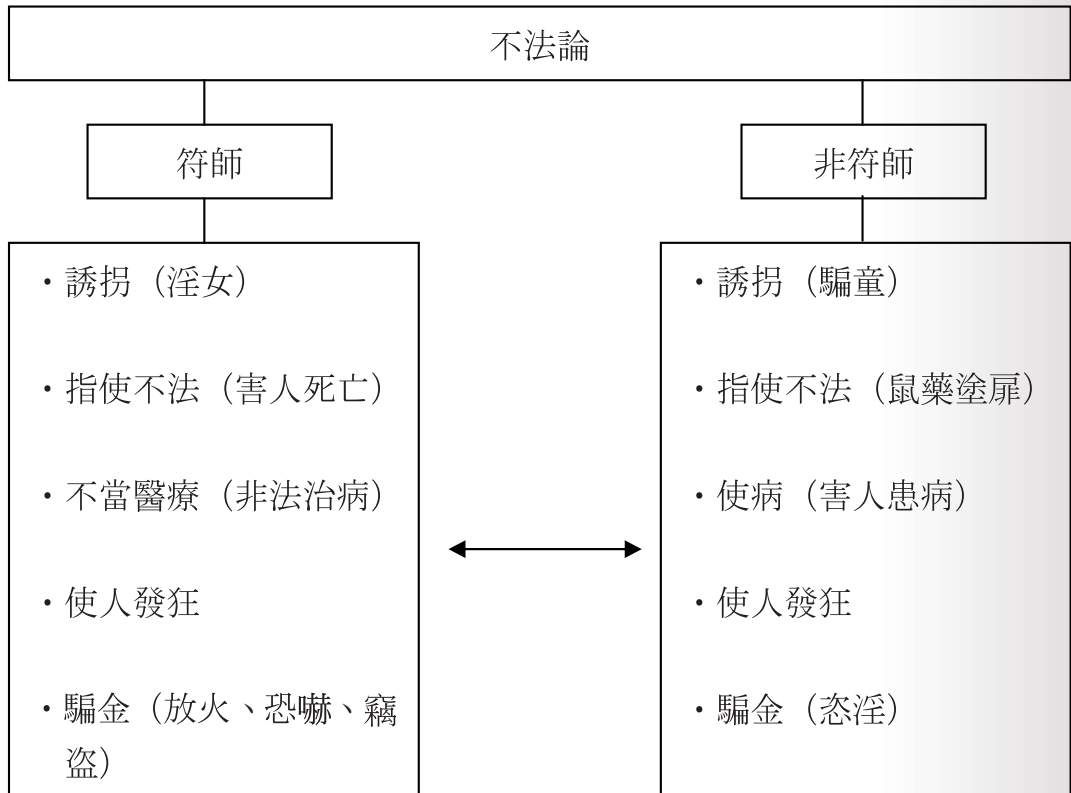 不法論
符師
・誘拐（淫女）
・指使不法（害人死亡）
・不當醫療（非法治病）
・使人發狂
・騙金（放火、恐嚇、竊
盜）
非符師
・誘拐（騙童）
・指使不法（鼠藥塗扉）
・使病（害人患病）
・使人發狂
・騙金（恣淫）